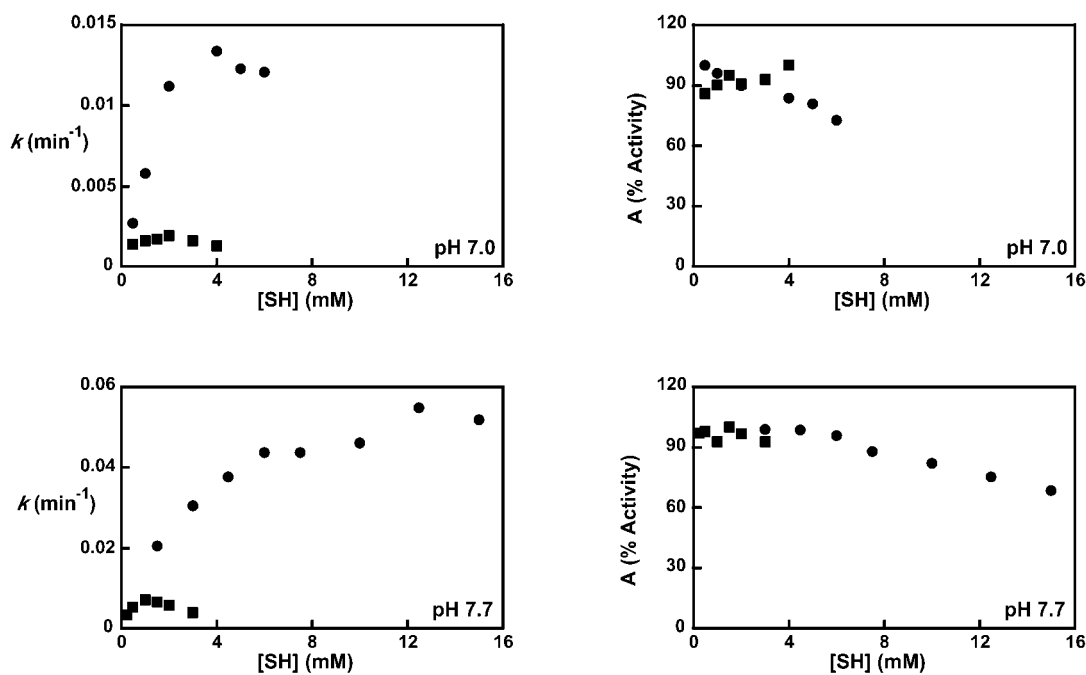 0.015
0.01
k (min-1)
0.005
0
pH 7.0
0 4 8 12 16
[SH] (mM)
120
90
A (% Activity)
60
30
0
pH 7.0
0 4 8 12 16
[SH] (mM)
0.06
0.04
k (min-1)
0.02
0
pH 7.7
0 4 8 12 16
[SH] (mM)
120
90
A (% Activity)
60
30
0
pH 7.7
0 4 8 12 16
[SH] (mM)